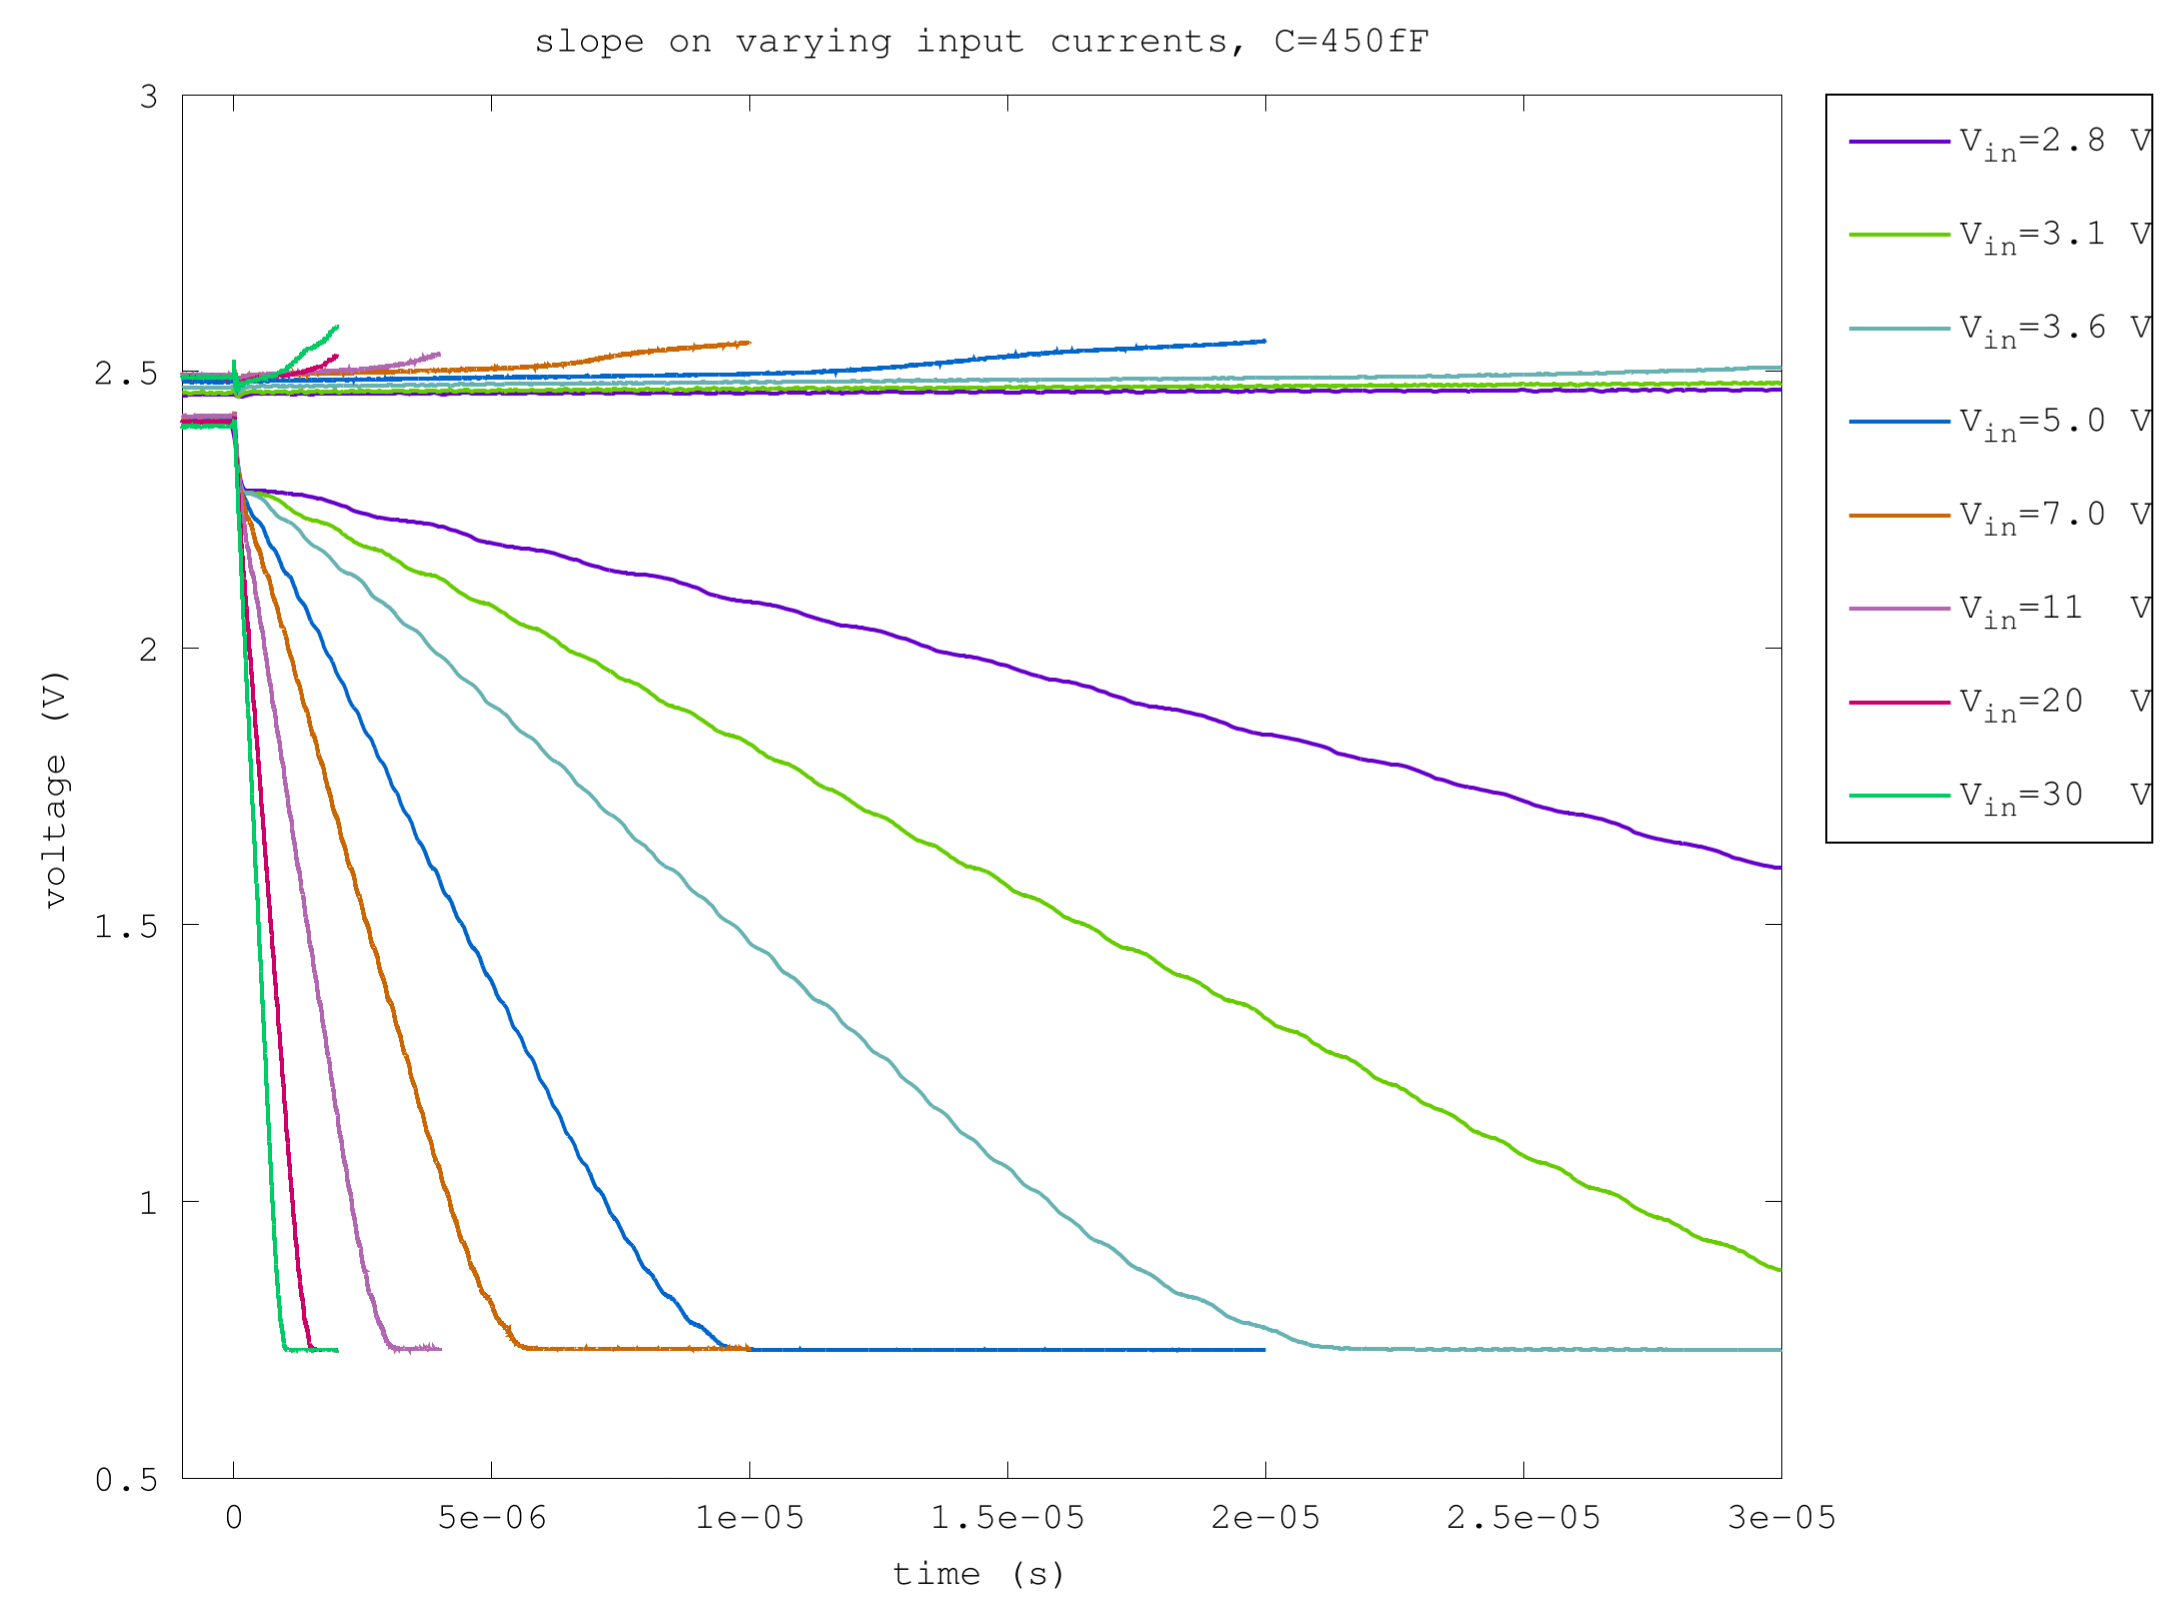 slope on varying input currents, C=450fF
3
2.5
2
1.5
1
0.5
voltage (V)
0 5e-06 1e-05 1.5e-05 2e-05 2.5e-05 3e-05
time (s)
Vin=2.8 V
Vin=3.1 V
Vin=3.6 V
Vin=5.0 V
Vin=7.0 V
Vin=11 V
Vin=20 V
Vin=30 V